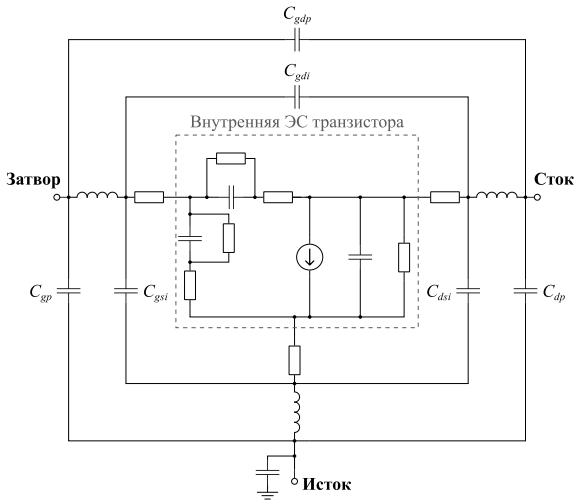 C_gdp
C_gdi
Внутренняя ЭС транзистора
Затвор
Сток
C_gp
C_gsi
C_dsi
C_dp
Исток